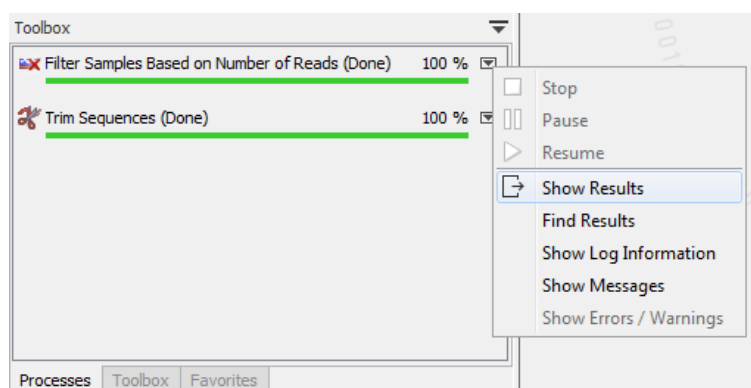 Toolbox
Filter Samples Based on Number of Reads (Done) 100 %
Trim Sequences (Done) 100 %
Stop
Pause
Resume
Show Results
Find Results
Show Log Information
Show Messages
Show Errors / Warnings
Processes Toolbox Favorites